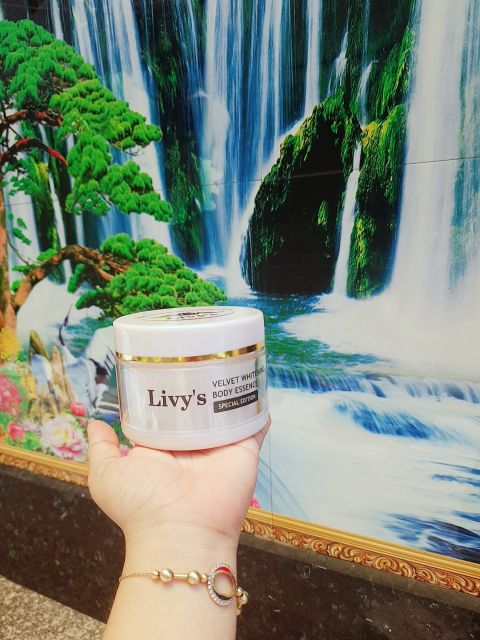 Livy's
VELVET WHITENING
BODY ESSENCE
SPECIAL EDITION